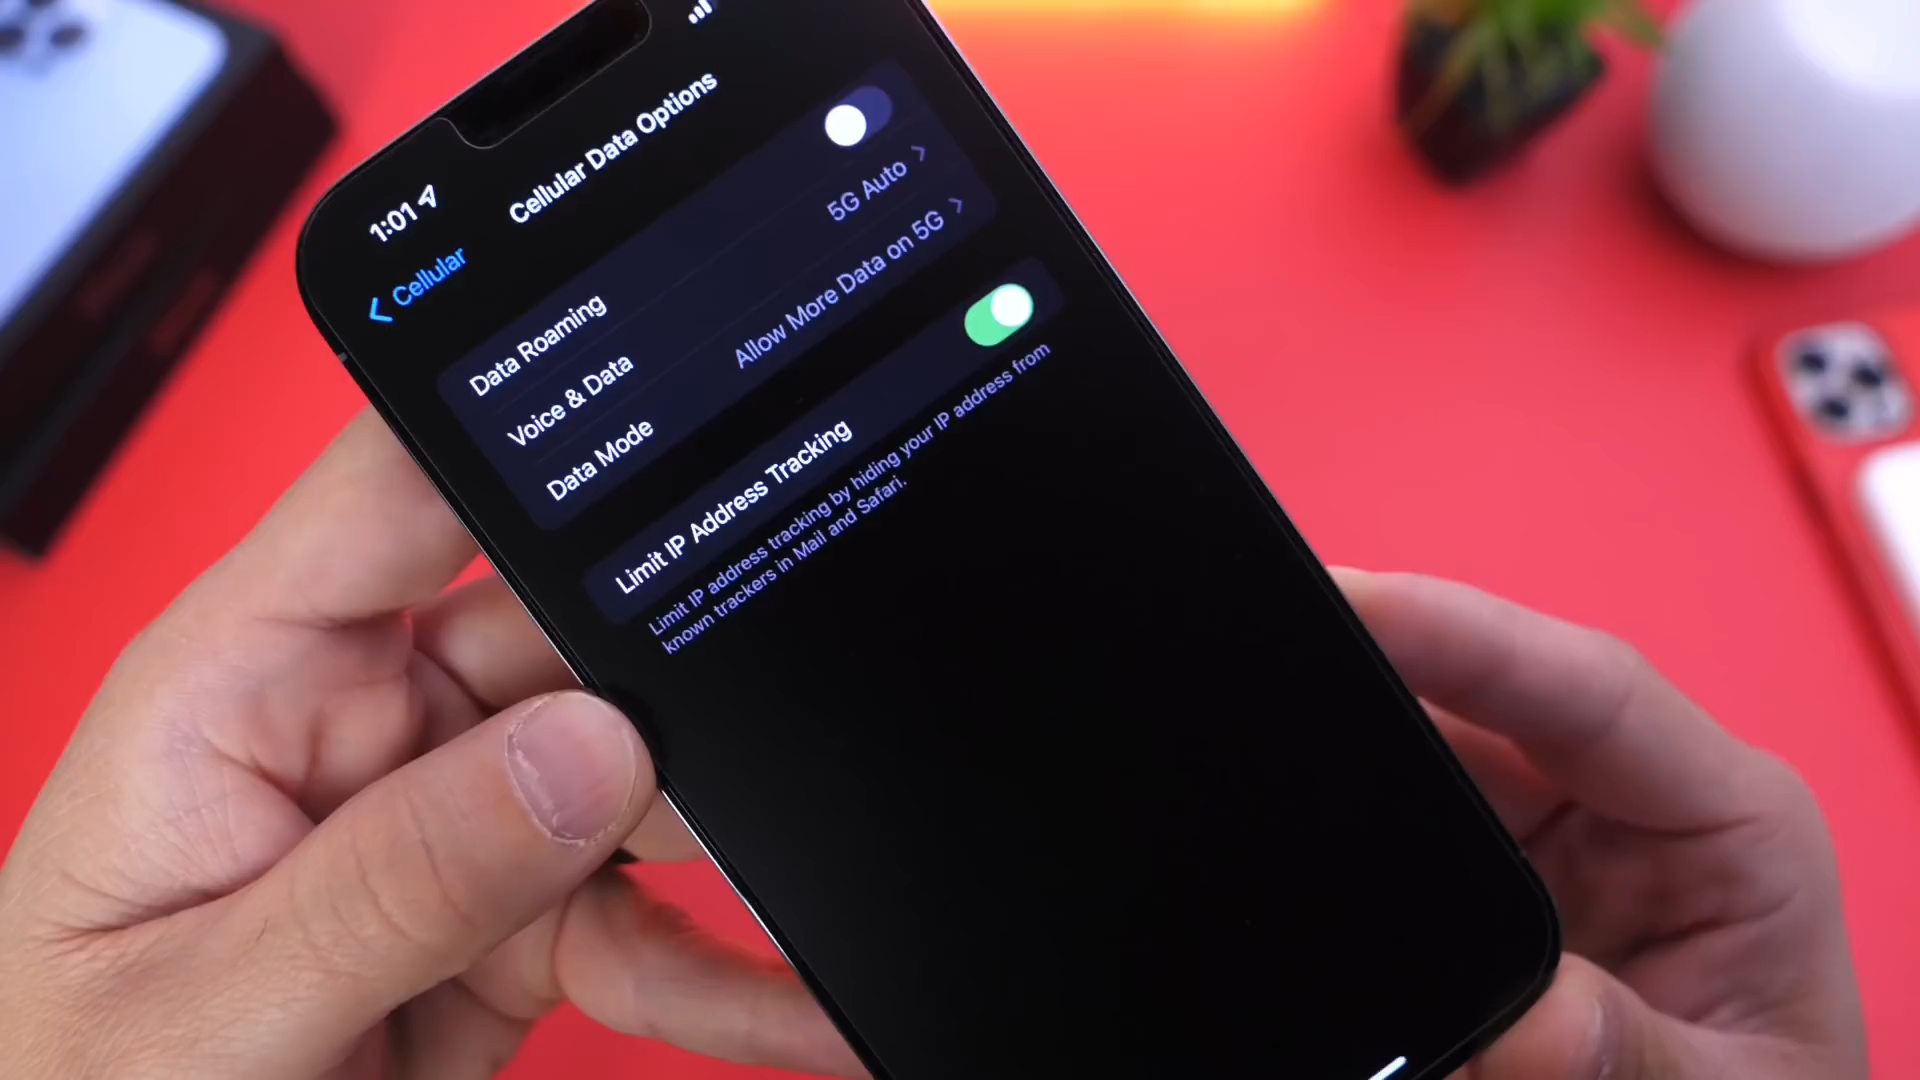 1:01
Cellular
Cellular Data Options
Data Roaming
Voice & Data 5G Auto
Data Mode Allow More Data on 5G
Limit IP Address Tracking
Limit IP address tracking by hiding your IP address from
known trackers in Mail and Safari.